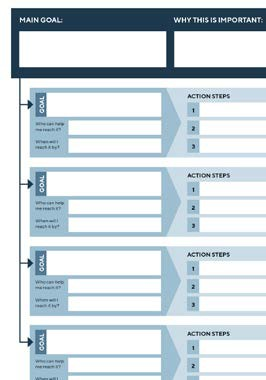 MAIN GOAL: WHY THIS IS IMPORTANT:
ACTION STEPS
GOAL
1
Who can help me reach it?
2
When will I reach it by?
3
ACTION STEPS
GOAL
1
Who can help me reach it?
2
When will I reach it by?
3
ACTION STEPS
GOAL
1
Who can help me reach it?
2
When will I reach it by?
3
ACTION STEPS
GOAL
1
Who can help me reach it?
2